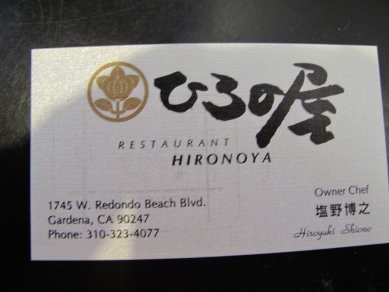 ひろの屋
RESTAURANT
HIRONOYA
1745 W. Redondo Beach Blvd.
Gardena, CA 90247
Phone: 310-323-4077
Owner Chef
塩野博之
Hiroyuki Shiono